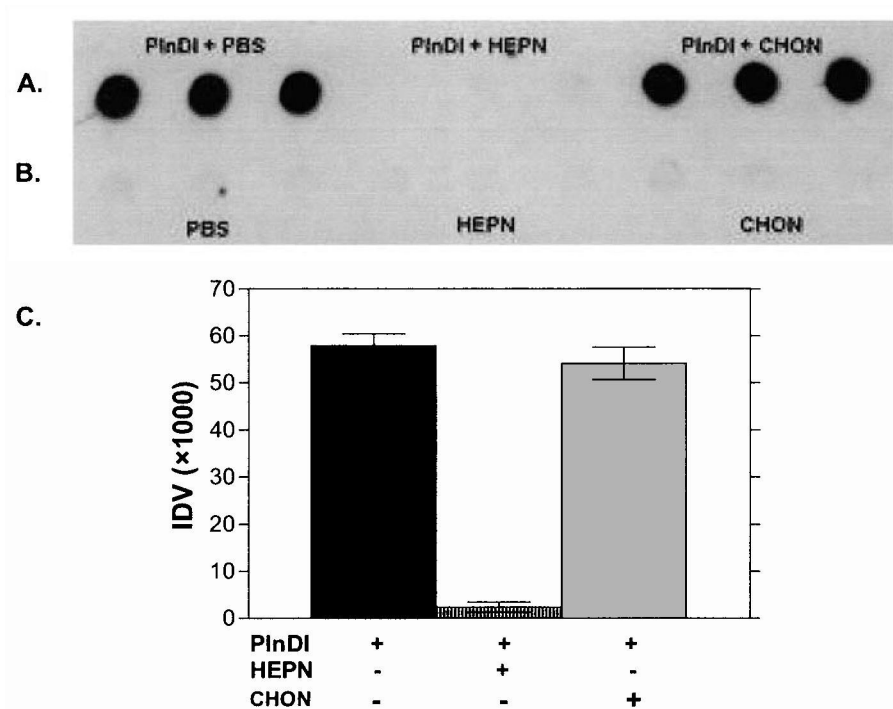 PlnDI + PBS PlnDI + HEPN PlnDI + CHON
A.
B.
PBS HEPN CHON
C.
70
60
50
40
30
20
10
0
IDV (×1000)
PlnDI + + +
HEPN - + -
CHON - - +